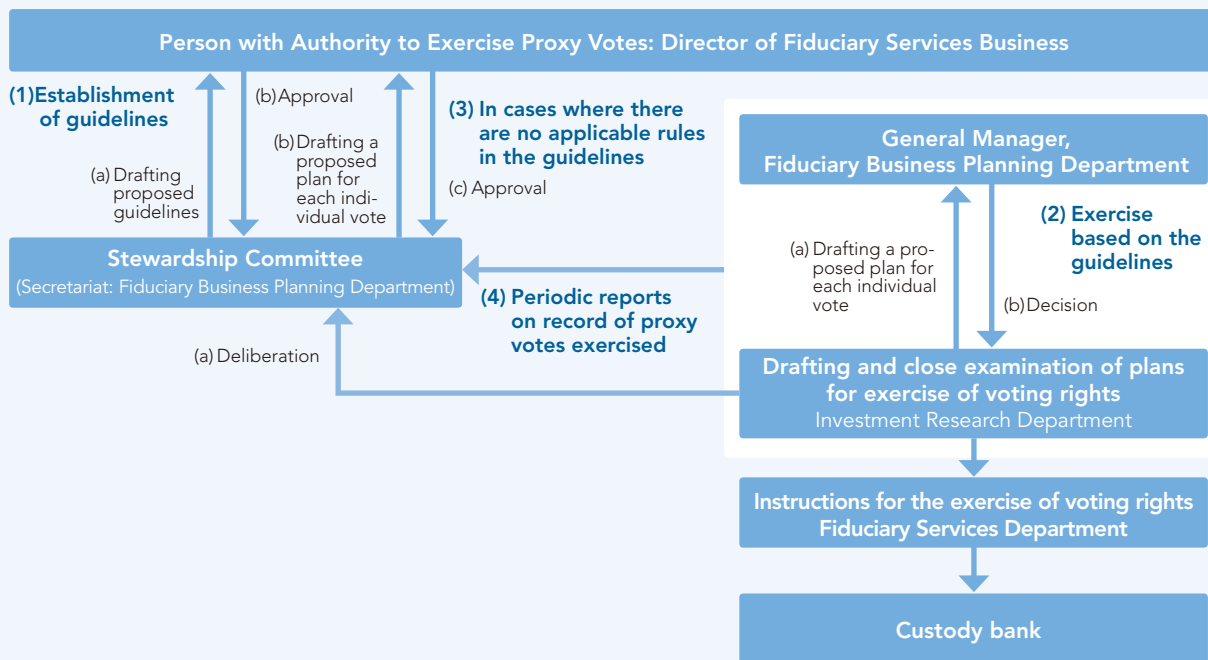 Person with Authority to Exercise Proxy Votes: Director of Fiduciary Services Business
(1)Establishment
of guidelines
(a) Drafting
proposed
guidelines
(b)Approval
(b)Drafting a
proposed
plan for
each indi-
vidual vote
(3) In cases where there
are no applicable rules
in the guidelines
(c) Approval
General Manager,
Fiduciary Business Planning Department
(2) Exercise
based on the
guidelines
(a) Drafting a pro-
posed plan for
each individual
vote
(b)Decision
Stewardship Committee
(Secretariat: Fiduciary Business Planning Department)
(4) Periodic reports
on record of proxy
votes exercised
(a) Deliberation
Drafting and close examination of plans
for exercise of voting rights
Investment Research Department
Instructions for the exercise of voting rights
Fiduciary Services Department
Custody bank